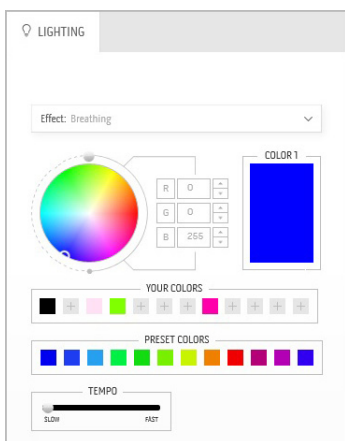 LIGHTING
Effect: Breathing
COLOR 1
R 0
G 0
B 255
YOUR COLORS
PRESET COLORS
TEMPO
SLOW FAST